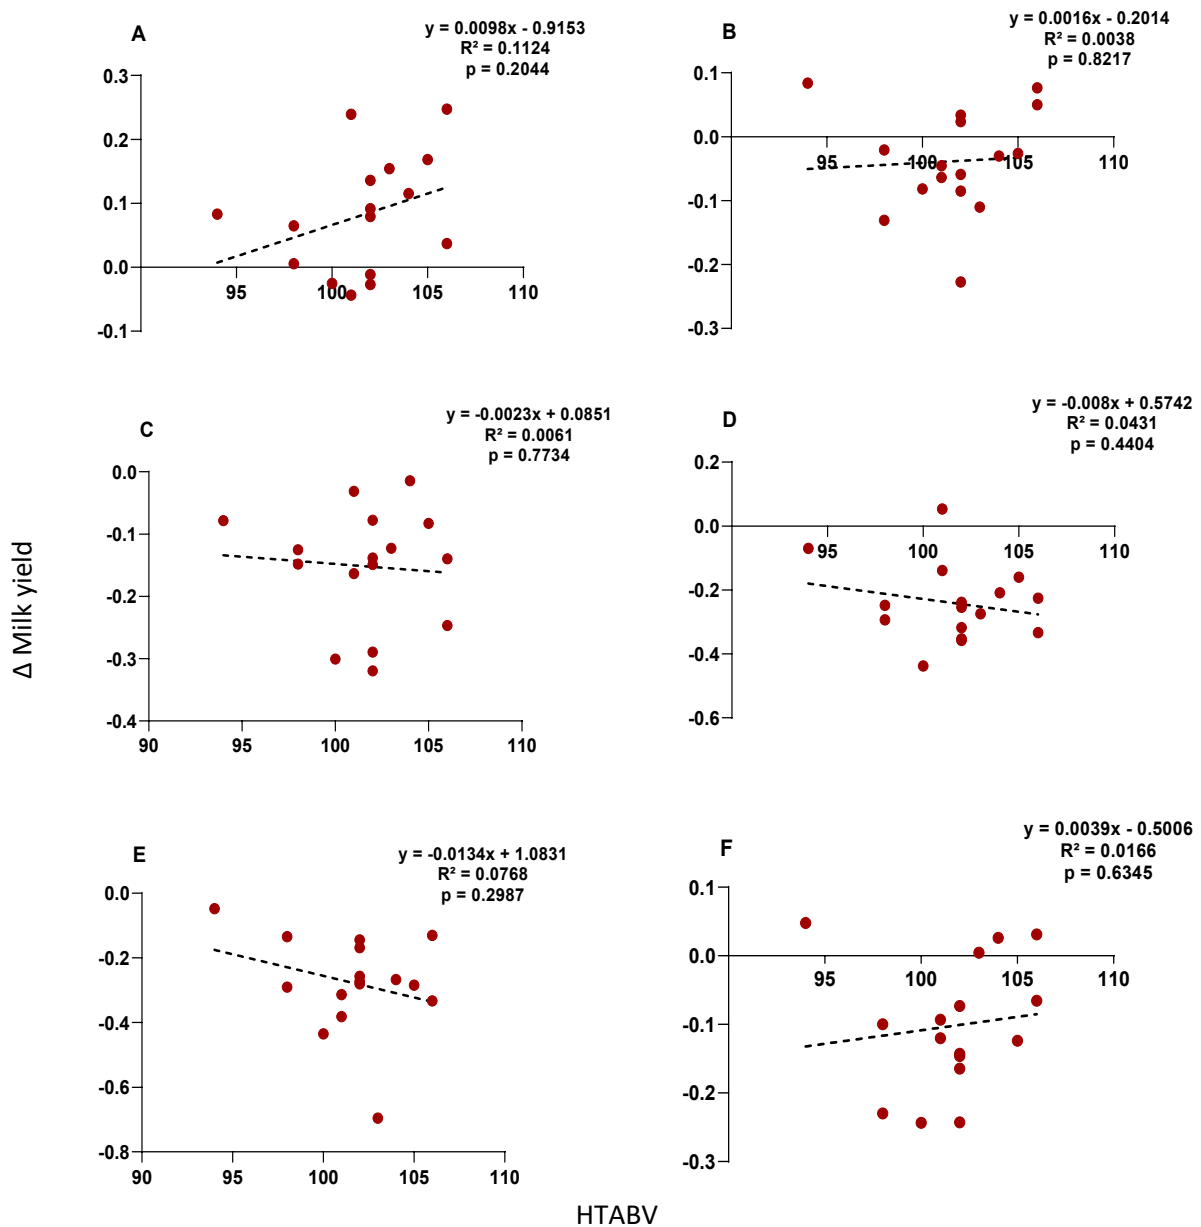 A
y = 0.0098x - 0.9153
R² = 0.1124
p = 0.2044
0.3
0.2
0.1
0.0
-0.1
95
100
105
110
B
y = 0.0016x - 0.2014
R² = 0.0038
p = 0.8217
0.1
0.0
-0.1
-0.2
-0.3
95
100
105
110
C
y = -0.0023x + 0.0851
R² = 0.0061
p = 0.7734
0.0
-0.1
-0.2
-0.3
-0.4
90
95
100
105
110
D
y = -0.008x + 0.5742
R² = 0.0431
p = 0.4404
0.2
0.0
-0.2
-0.4
-0.6
95
100
105
110
Δ Milk yield
E
y = -0.0134x + 1.0831
R² = 0.0768
p = 0.2987
0.0
-0.2
-0.4
-0.6
-0.8
90
95
100
105
110
F
y = 0.0039x - 0.5006
R² = 0.0166
p = 0.6345
0.1
0.0
-0.1
-0.2
-0.3
95
100
105
110
HTABV